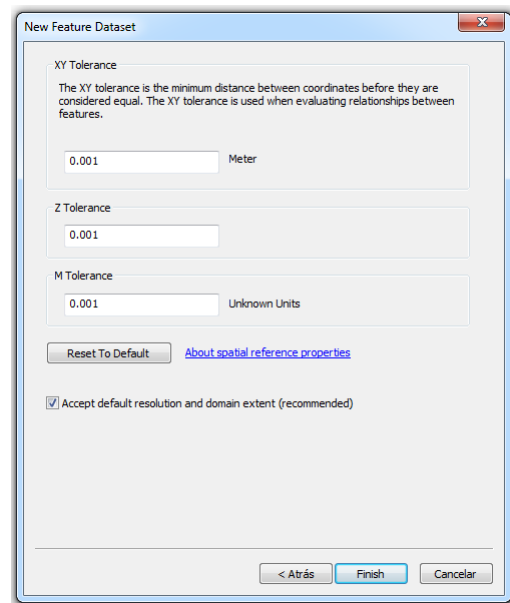 New Feature Dataset
XY Tolerance
The XY tolerance is the minimum distance between coordinates before they are
considered equal. The XY tolerance is used when evaluating relationships between
features.
0.001 Meter
Z Tolerance
0.001
M Tolerance
0.001 Unknown Units
Reset To Default About spatial reference properties
Accept default resolution and domain extent (recommended)
< Atrás Finish Cancelar